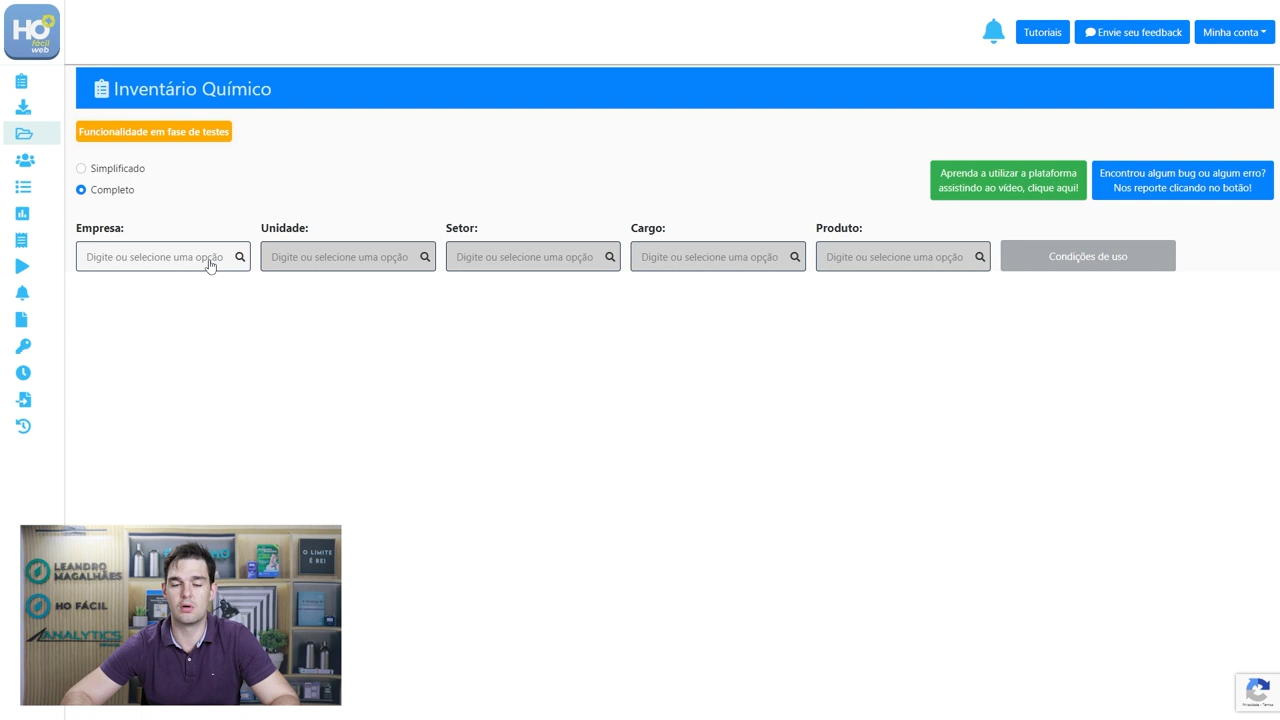 HO
fácil
web
Tutoriais
Envie seu feedback
Minha conta
Inventário Químico
Funcionalidade em fase de testes
Simplificado
Completo
Aprenda a utilizar a plataforma
assistindo ao vídeo, clique aqui!
Encontrou algum bug ou algum erro?
Nos reporte clicando no botão!
Empresa:
Unidade:
Setor:
Cargo:
Produto:
Digite ou selecione uma opção
Digite ou selecione uma opção
Digite ou selecione uma opção
Digite ou selecione uma opção
Digite ou selecione uma opção
Condições de uso
LEANDRO
MAGALHÃES
HO FÁCIL
ANALYTICS
O LIMITE
É REI
Privacidade - Termos